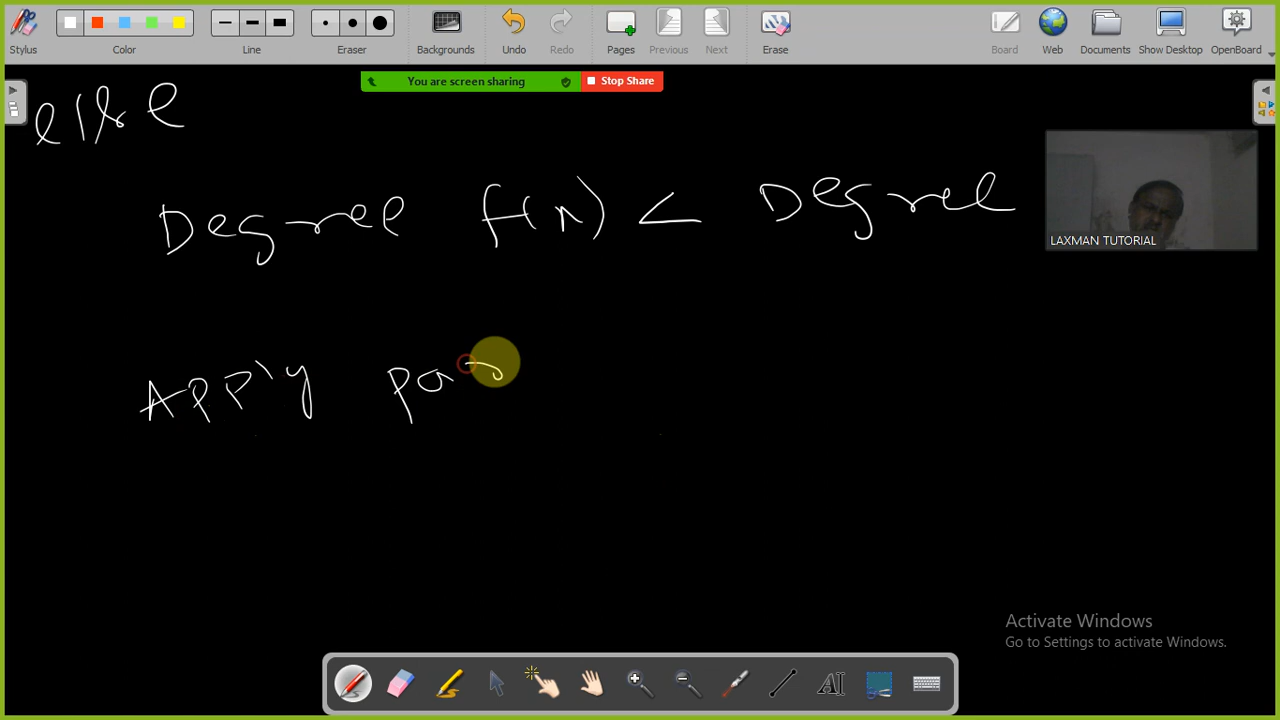 Stylus Color Line Eraser Backgrounds Undo Redo Pages Previous Next Erase Board Web Documents Show Desktop OpenBoard
You are screen sharing Stop Share
else
Degree f(x) < Degree
LAXMAN TUTORIAL
Apply par
Activate Windows
Go to Settings to activate Windows.